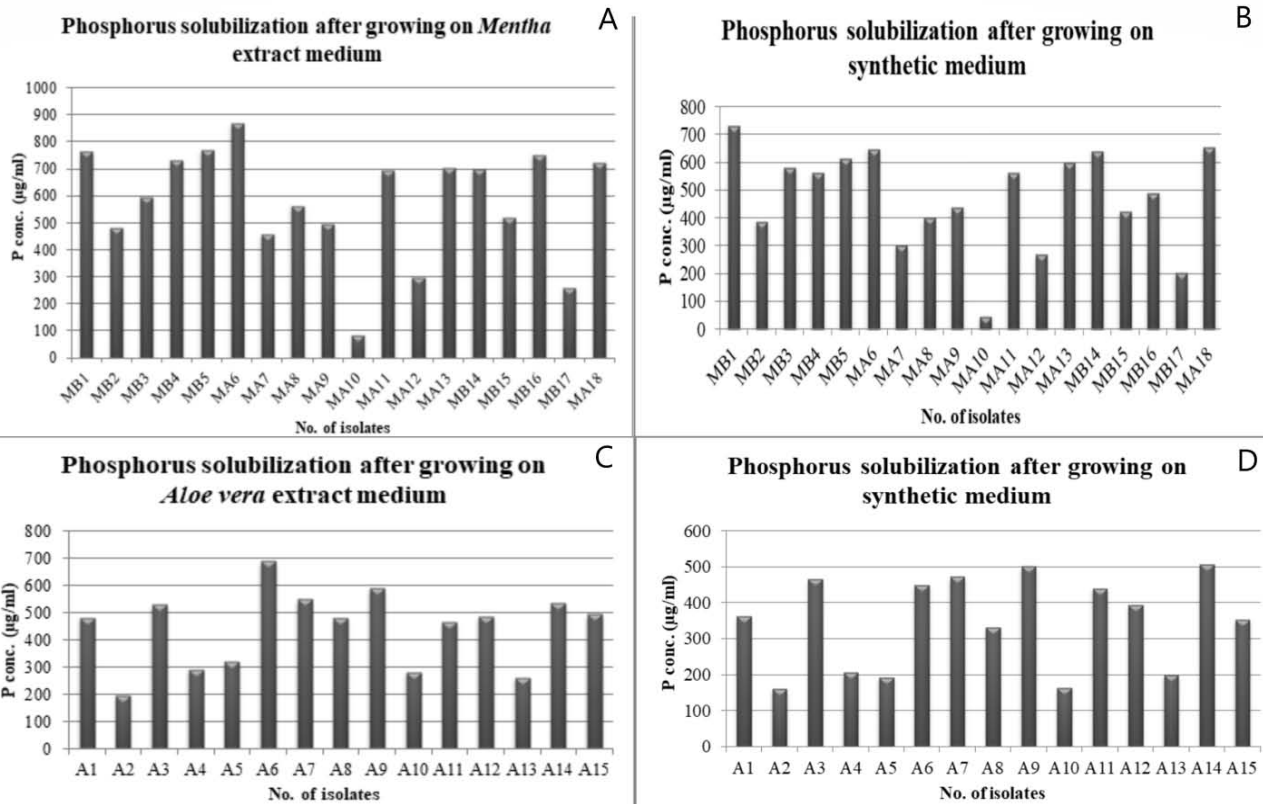 Phosphorus solubilization after growing on Mentha
extract medium
A
1000
900
800
700
600
500
400
300
200
100
0
P conc. (µg/ml)
MB1 MB2 MB3 MB4 MB5 MA6 MA7 MA8 MA9 MA10 MA11 MA12 MA13 MB14 MB15 MB16 MB17 MA18
No. of isolates
Phosphorus solubilization after growing on
synthetic medium
B
800
700
600
500
400
300
200
100
0
P conc. (µg/ml)
MB1 MB2 MB3 MB4 MB5 MA6 MA7 MA8 MA9 MA10 MA11 MA12 MA13 MB14 MB15 MB16 MB17 MA18
No. of isolates
Phosphorus solubilization after growing on
Aloe vera extract medium
C
800
700
600
500
400
300
200
100
0
P conc. (µg/ml)
A1 A2 A3 A4 A5 A6 A7 A8 A9 A10 A11 A12 A13 A14 A15
No. of isolates
Phosphorus solubilization after growing on
synthetic medium
D
600
500
400
300
200
100
0
P conc. (µg/ml)
A1 A2 A3 A4 A5 A6 A7 A8 A9 A10 A11 A12 A13 A14 A15
No. of isolates